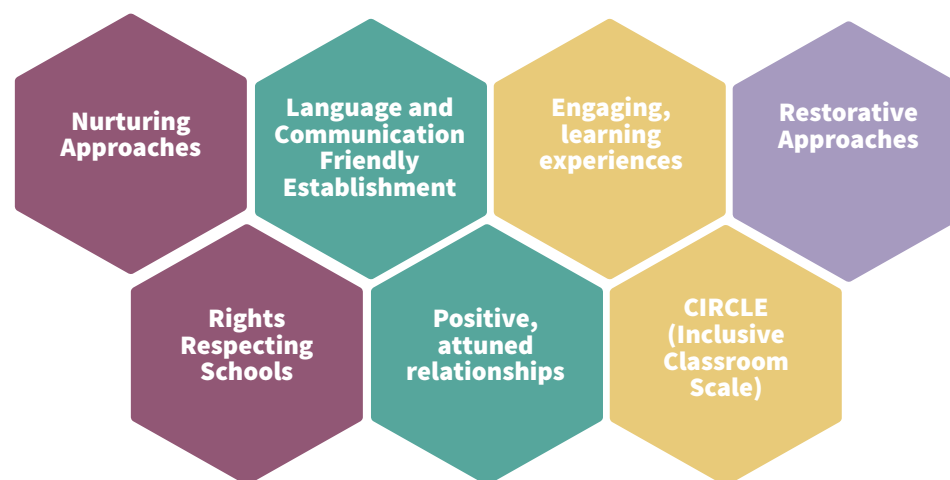 Nurturing
Approaches
Language and
Communication
Friendly
Establishment
Engaging,
learning
experiences
Restorative
Approaches
Rights
Respecting
Schools
Positive,
attuned
relationships
CIRCLE
(Inclusive
Classroom
Scale)